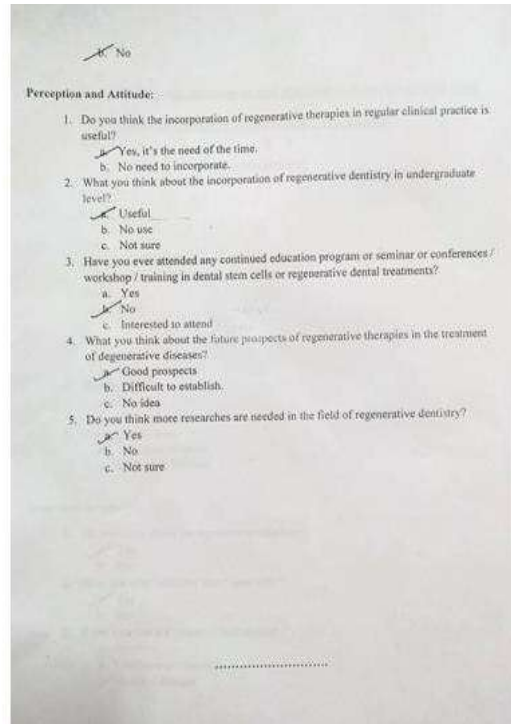 b. No
Perception and Attitude:
1. Do you think the incorporation of regenerative therapies in regular clinical practice is
useful?
a. Yes, it's the need of the time.
b. No need to incorporate.
2. What you think about the incorporation of regenerative dentistry in undergraduate
level?
a. Useful
b. No use
c. Not sure
3. Have you ever attended any continued education program or seminar or conferences /
workshop / training in dental stem cells or regenerative dental treatments?
a. Yes
b. No
c. Interested to attend
4. What you think about the future prospects of regenerative therapies in the treatment
of degenerative diseases?
a. Good prospects
b. Difficult to establish.
c. No idea
5. Do you think more researches are needed in the field of regenerative dentistry?
a. Yes
b. No
c. Not sure
............................